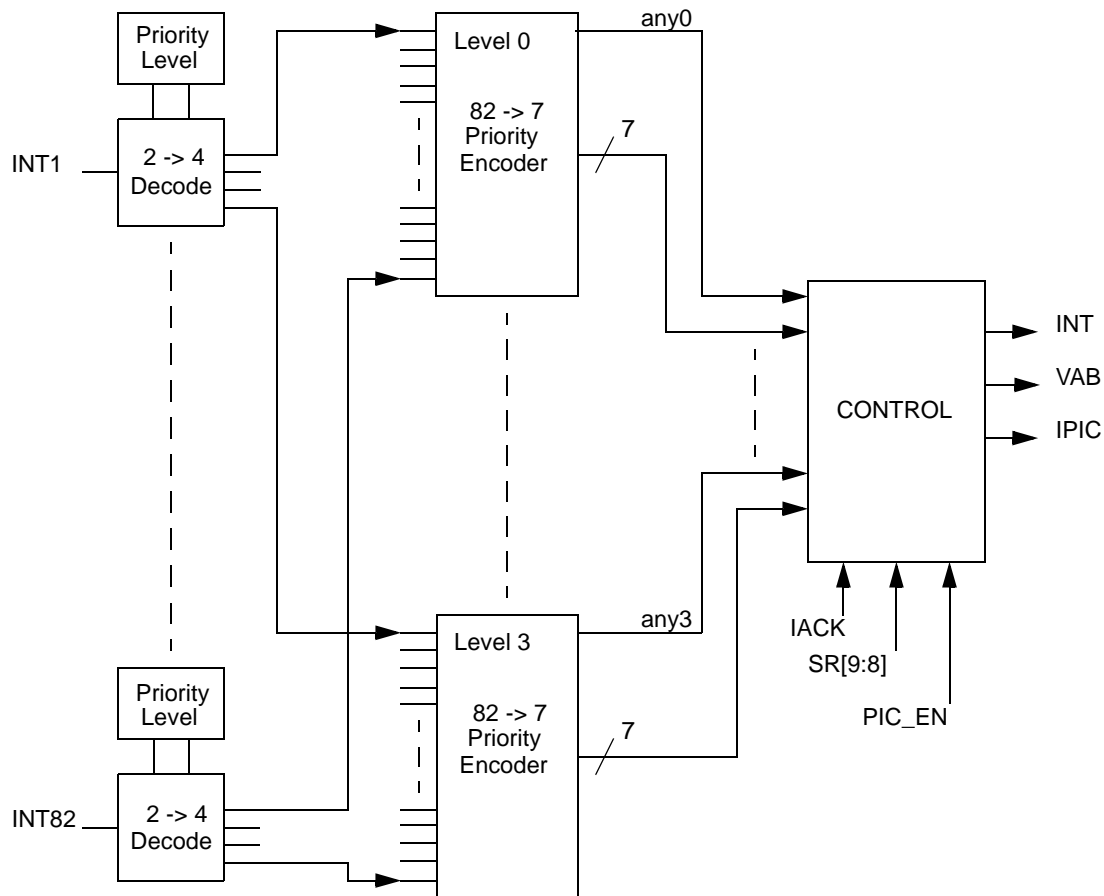 Priority
Level
INT1
2 -> 4
Decode
Level 0
82 -> 7
Priority
Encoder
any0
7
CONTROL
INT
VAB
IPIC
IACK
SR[9:8]
PIC_EN
Priority
Level
INT82
2 -> 4
Decode
Level 3
82 -> 7
Priority
Encoder
any3
7